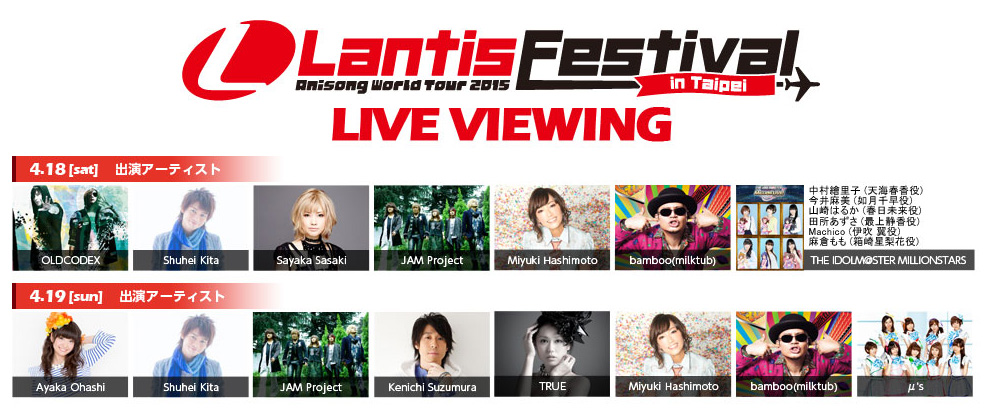 Lantis Festival
Anisong World Tour 2015
in Taipei
LIVE VIEWING
4.18 [sat] 出演アーティスト
OLDCODEX
Shuhei Kita
Sayaka Sasaki
JAM Project
Miyuki Hashimoto
bamboo(milktub)
中村繪里子（天海春香役）
今井麻美（如月千早役）
山崎はるか（春日未来役）
田所あずさ（最上静香役）
Machico（伊吹 翼役）
麻倉もも（箱崎星梨花役）
THE IDOLM@STER MILLIONSTARS
4.19 [sun] 出演アーティスト
Ayaka Ohashi
Shuhei Kita
JAM Project
Kenichi Suzumura
TRUE
Miyuki Hashimoto
bamboo(milktub)
μ's